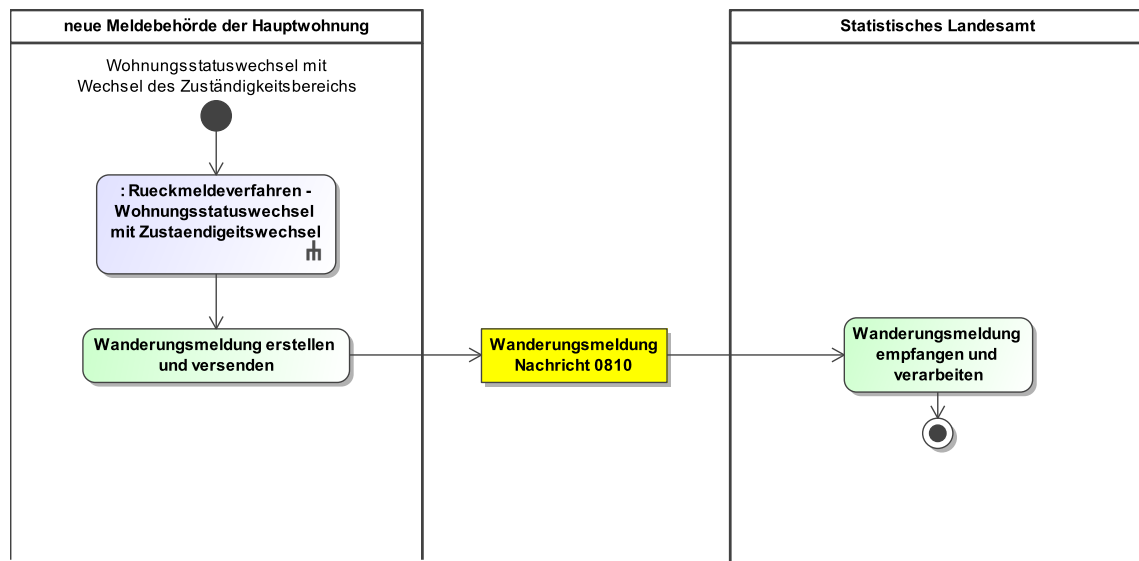 neue Meldebehörde der Hauptwohnung
Statistisches Landesamt
Wohnungsstatuswechsel mit
Wechsel des Zuständigkeitsbereichs
: Rueckmeldeverfahren -
Wohnungsstatuswechsel
mit Zustaendigeitswechsel
Wanderungsmeldung erstellen
und versenden
Wanderungsmeldung
Nachricht 0810
Wanderungsmeldung
empfangen und
verarbeiten